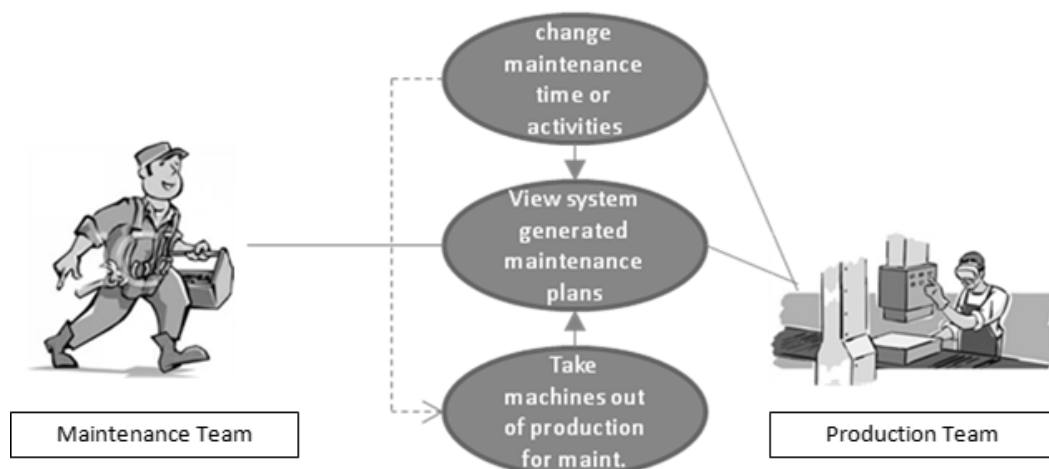 change
maintenance
time or
activities
View system
generated
maintenance
plans
Take
machines out
of production
for maint.
Maintenance Team
Production Team